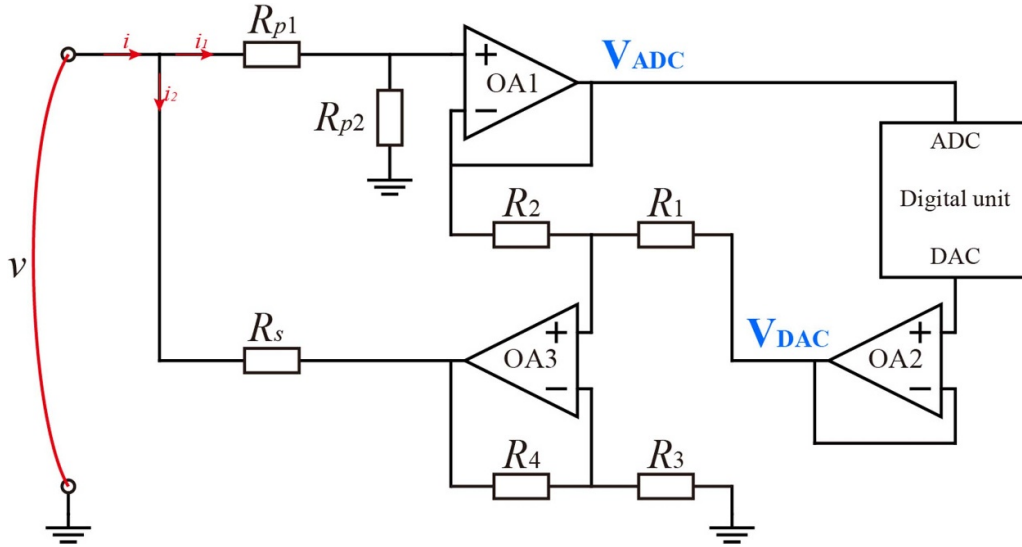 i
i₁
i₂
Rp1
Rp2
+
OA1
−
VADC
ADC
Digital unit
DAC
R2
R1
v
Rs
+
OA3
−
VDAC
+
OA2
−
R4
R3